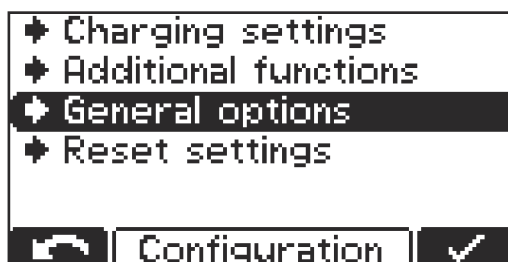 Charging settings
Additional functions
General options
Reset settings
Configuration